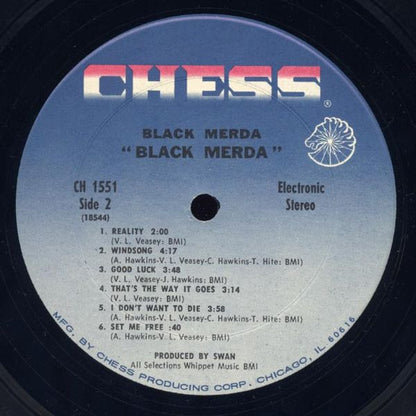 CHESS
®
BLACK MERDA
"BLACK MERDA"
CH 1551
Side 2
(18544)
Electronic
Stereo
1. REALITY 2:00
(V. L. Veasey: BMI)
2. WINDSONG 4:17
(A. Hawkins-V. L. Veasey-C. Hawkins-T. Hite: BMI)
3. GOOD LUCK 3:48
(V. L. Veasey-J. Hawkins: BMI)
4. THAT'S THE WAY IT GOES 3:14
(V. L. Veasey: BMI)
5. I DON'T WANT TO DIE 3:58
(A. Hawkins-V. L. Veasey-C. Hawkins-T. Hite: BMI)
6. SET ME FREE :40
(A. Hawkins-V. L. Veasey-C. Hawkins-T. Hite: BMI)
PRODUCED BY SWAN
All Selections Whippet Music BMI
MFG. BY CHESS PRODUCING CORP., CHICAGO, IL 60616